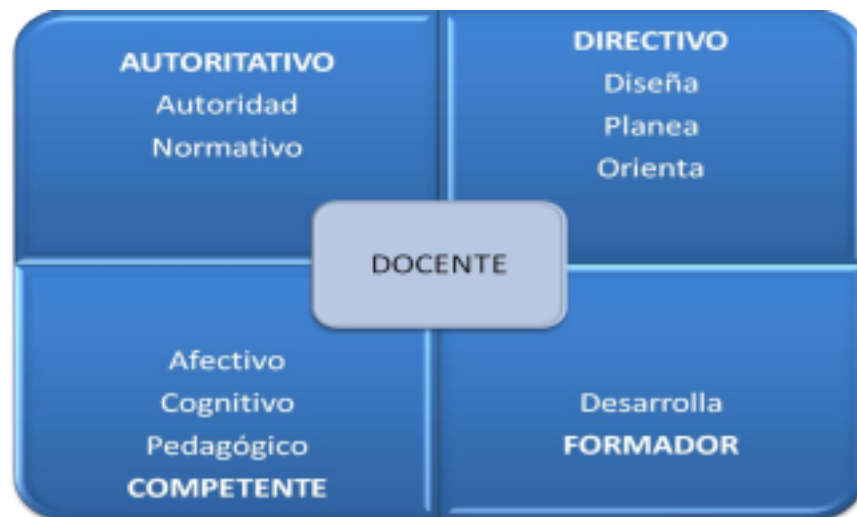 AUTORITATIVO
Autoridad
Normativo
DIRECTIVO
Diseña
Planea
Orienta
DOCENTE
Afectivo
Cognitivo
Pedagógico
COMPETENTE
Desarrolla
FORMADOR